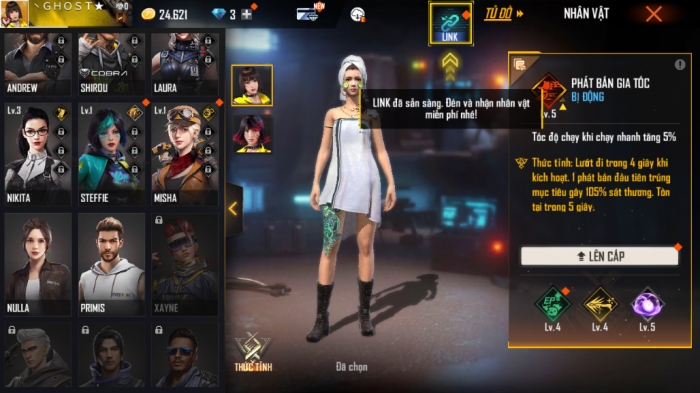 GHOST★
24.621
3
NEW
LINK
TỬ ĐỎ
NHÂN VẬT
ANDREW
SHIROU
COBRA
LAURA
Lv.3
NIKITA
Lv.1
STEFFIE
Lv.1
MISHA
NULLA
PRIMIS
XAYNE
LINK đã sẵn sàng. Đến và nhận nhân vật
miễn phí nhé!
THỨC TỈNH
Đã chọn
PHÁT BẮN GIA TỐC
BỊ ĐỘNG
Lv.5
Tốc độ chạy khi chạy nhanh tăng 5%
Thức tỉnh: Lướt đi trong 4 giây khi
kích hoạt. 1 phát bắn đầu tiên trúng
mục tiêu gây 105% sát thương. Tồn
tại trong 5 giây.
LÊN CẤP
EP
Lv.4
Lv.4
Lv.5